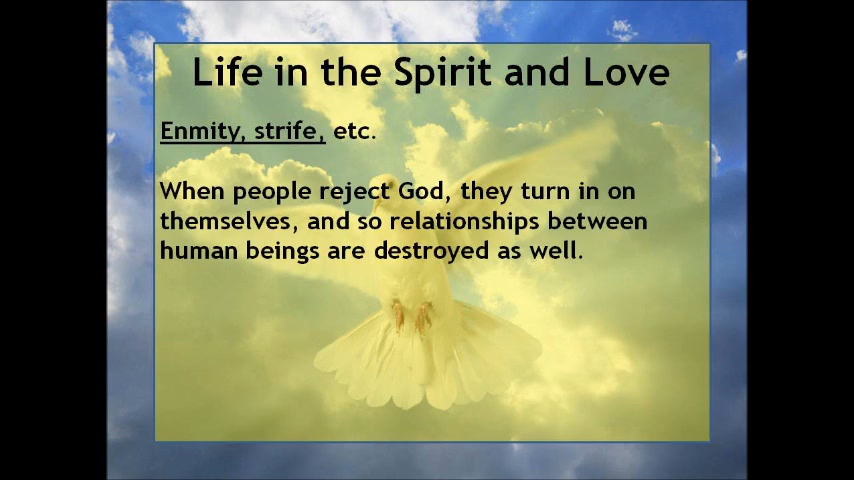 Life in the Spirit and Love
Enmity, strife, etc.
When people reject God, they turn in on
themselves, and so relationships between
human beings are destroyed as well.